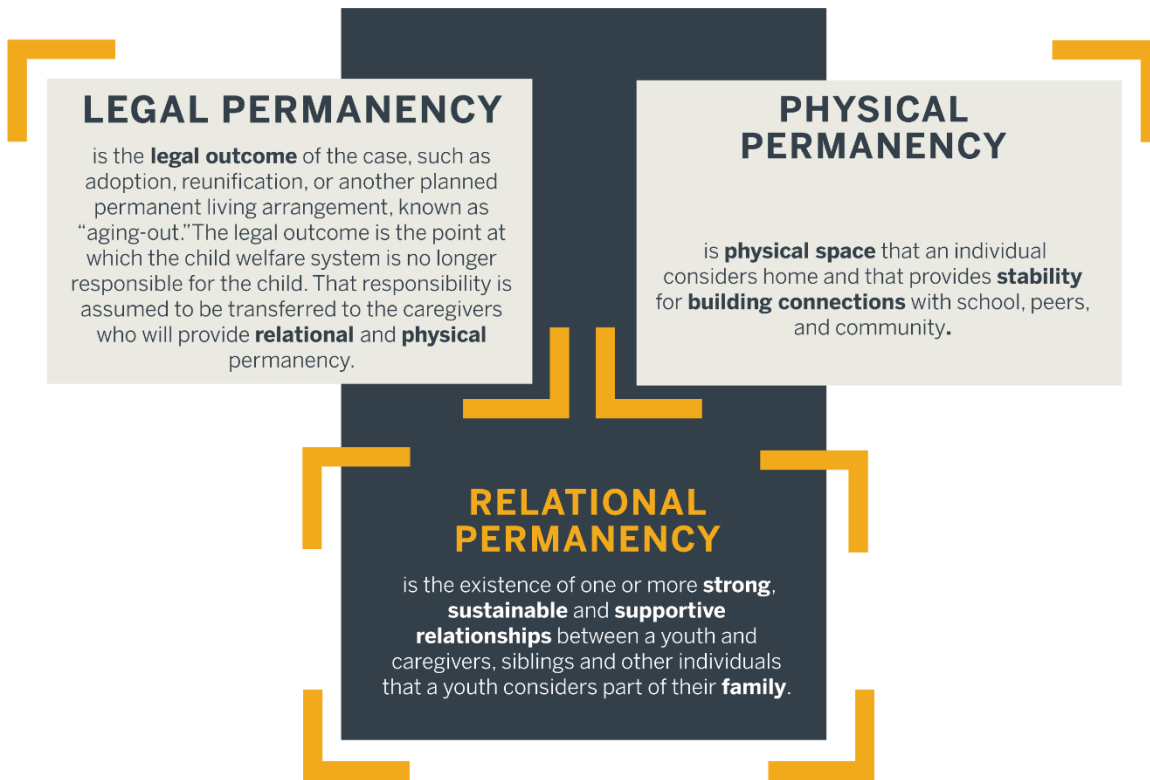 LEGAL PERMANENCY
is the legal outcome of the case, such as
adoption, reunification, or another planned
permanent living arrangement, known as
“aging-out.”The legal outcome is the point at
which the child welfare system is no longer
responsible for the child. That responsibility is
assumed to be transferred to the caregivers
who will provide relational and physical
permanency.
PHYSICAL
PERMANENCY
is physical space that an individual
considers home and that provides stability
for building connections with school, peers,
and community.
RELATIONAL
PERMANENCY
is the existence of one or more strong,
sustainable and supportive
relationships between a youth and
caregivers, siblings and other individuals
that a youth considers part of their family.